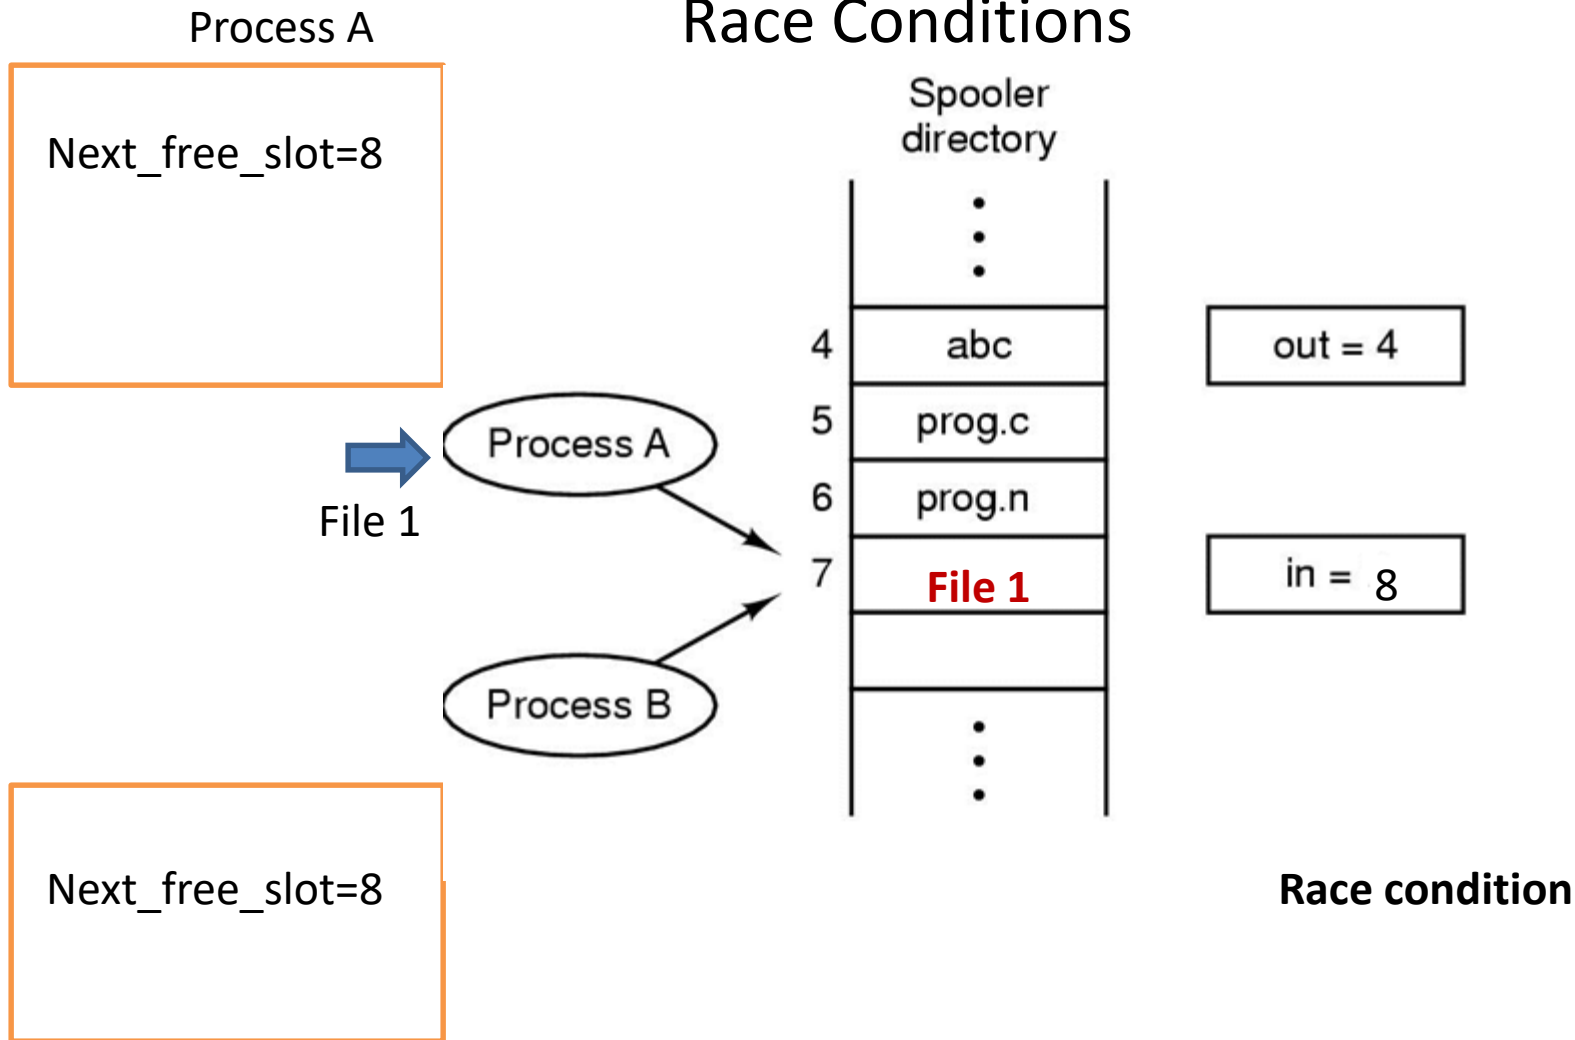 Race Conditions
Process A
Next_free_slot=8
Spooler
directory
4 abc
out = 4
5 prog.c
Process A
6 prog.n
File 1
7 File 1
in = 8
Process B
Next_free_slot=8
Race condition